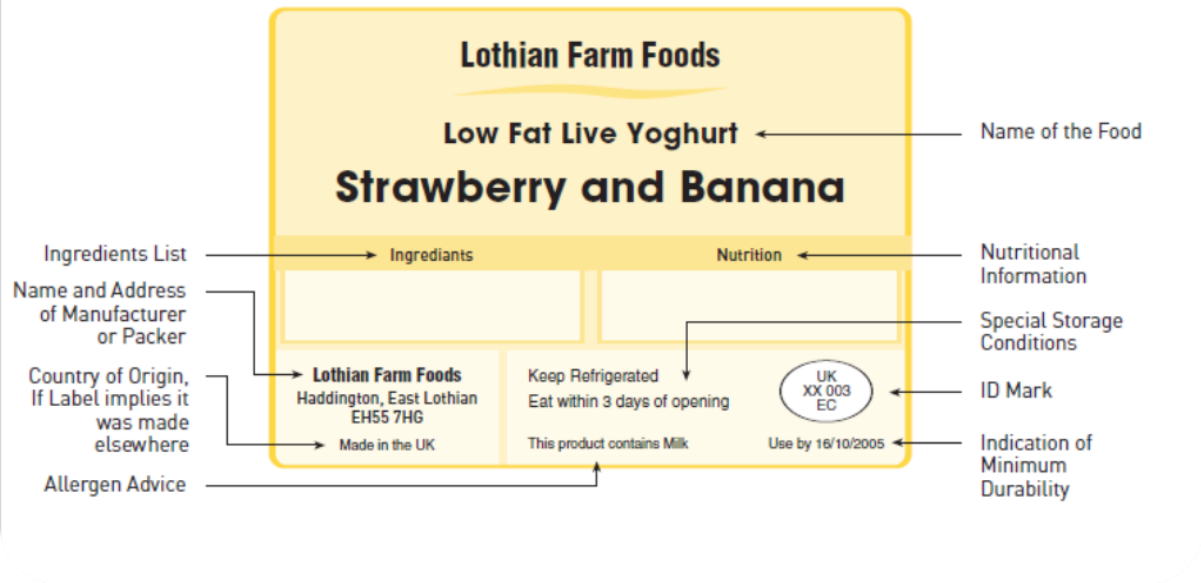 Lothian Farm Foods
Low Fat Live Yoghurt
Name of the Food
Strawberry and Banana
Ingredients List
Ingrediants
Nutrition
Nutritional
Information
Name and Address
of Manufacturer
or Packer
Special Storage
Conditions
Country of Origin,
If Label implies it
was made
elsewhere
Lothian Farm Foods
Haddington, East Lothian
EH55 7HG
Made in the UK
Keep Refrigerated
Eat within 3 days of opening
This product contains Milk
UK
XX 003
EC
ID Mark
Use by 16/10/2005
Indication of
Minimum
Durability
Allergen Advice